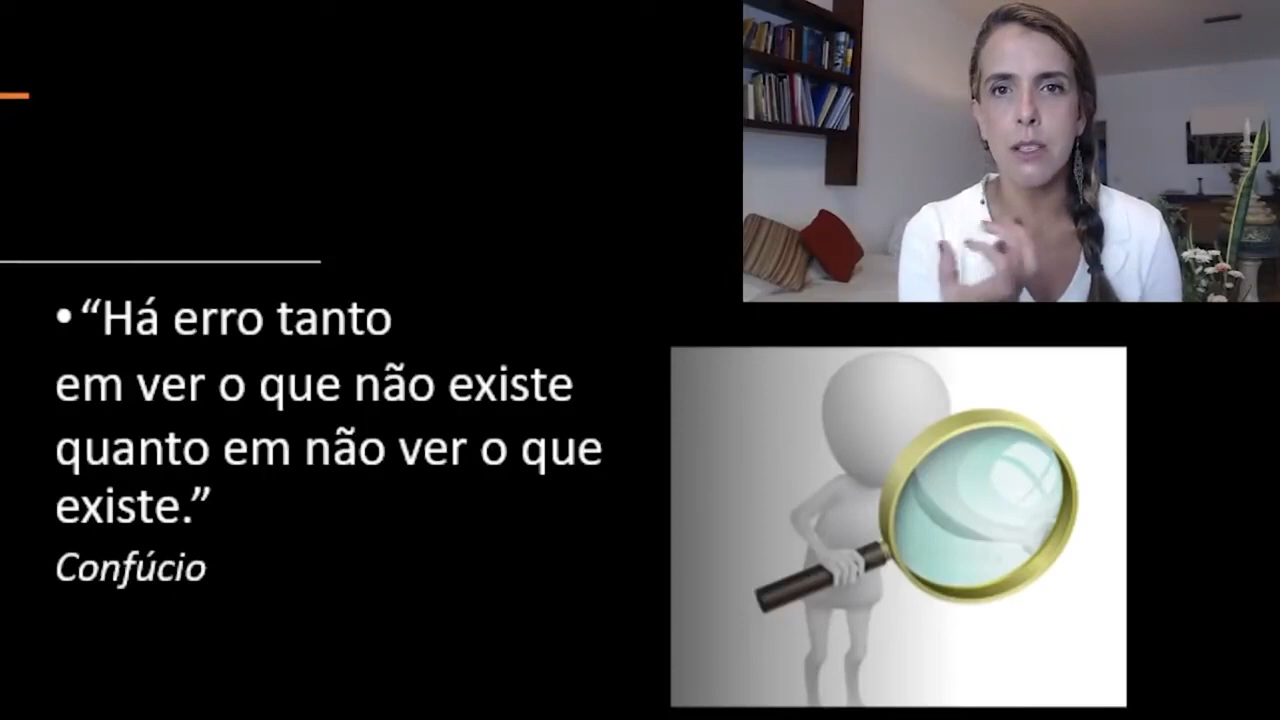 • “Há erro tanto
em ver o que não existe
quanto em não ver o que
existe.”
Confúcio